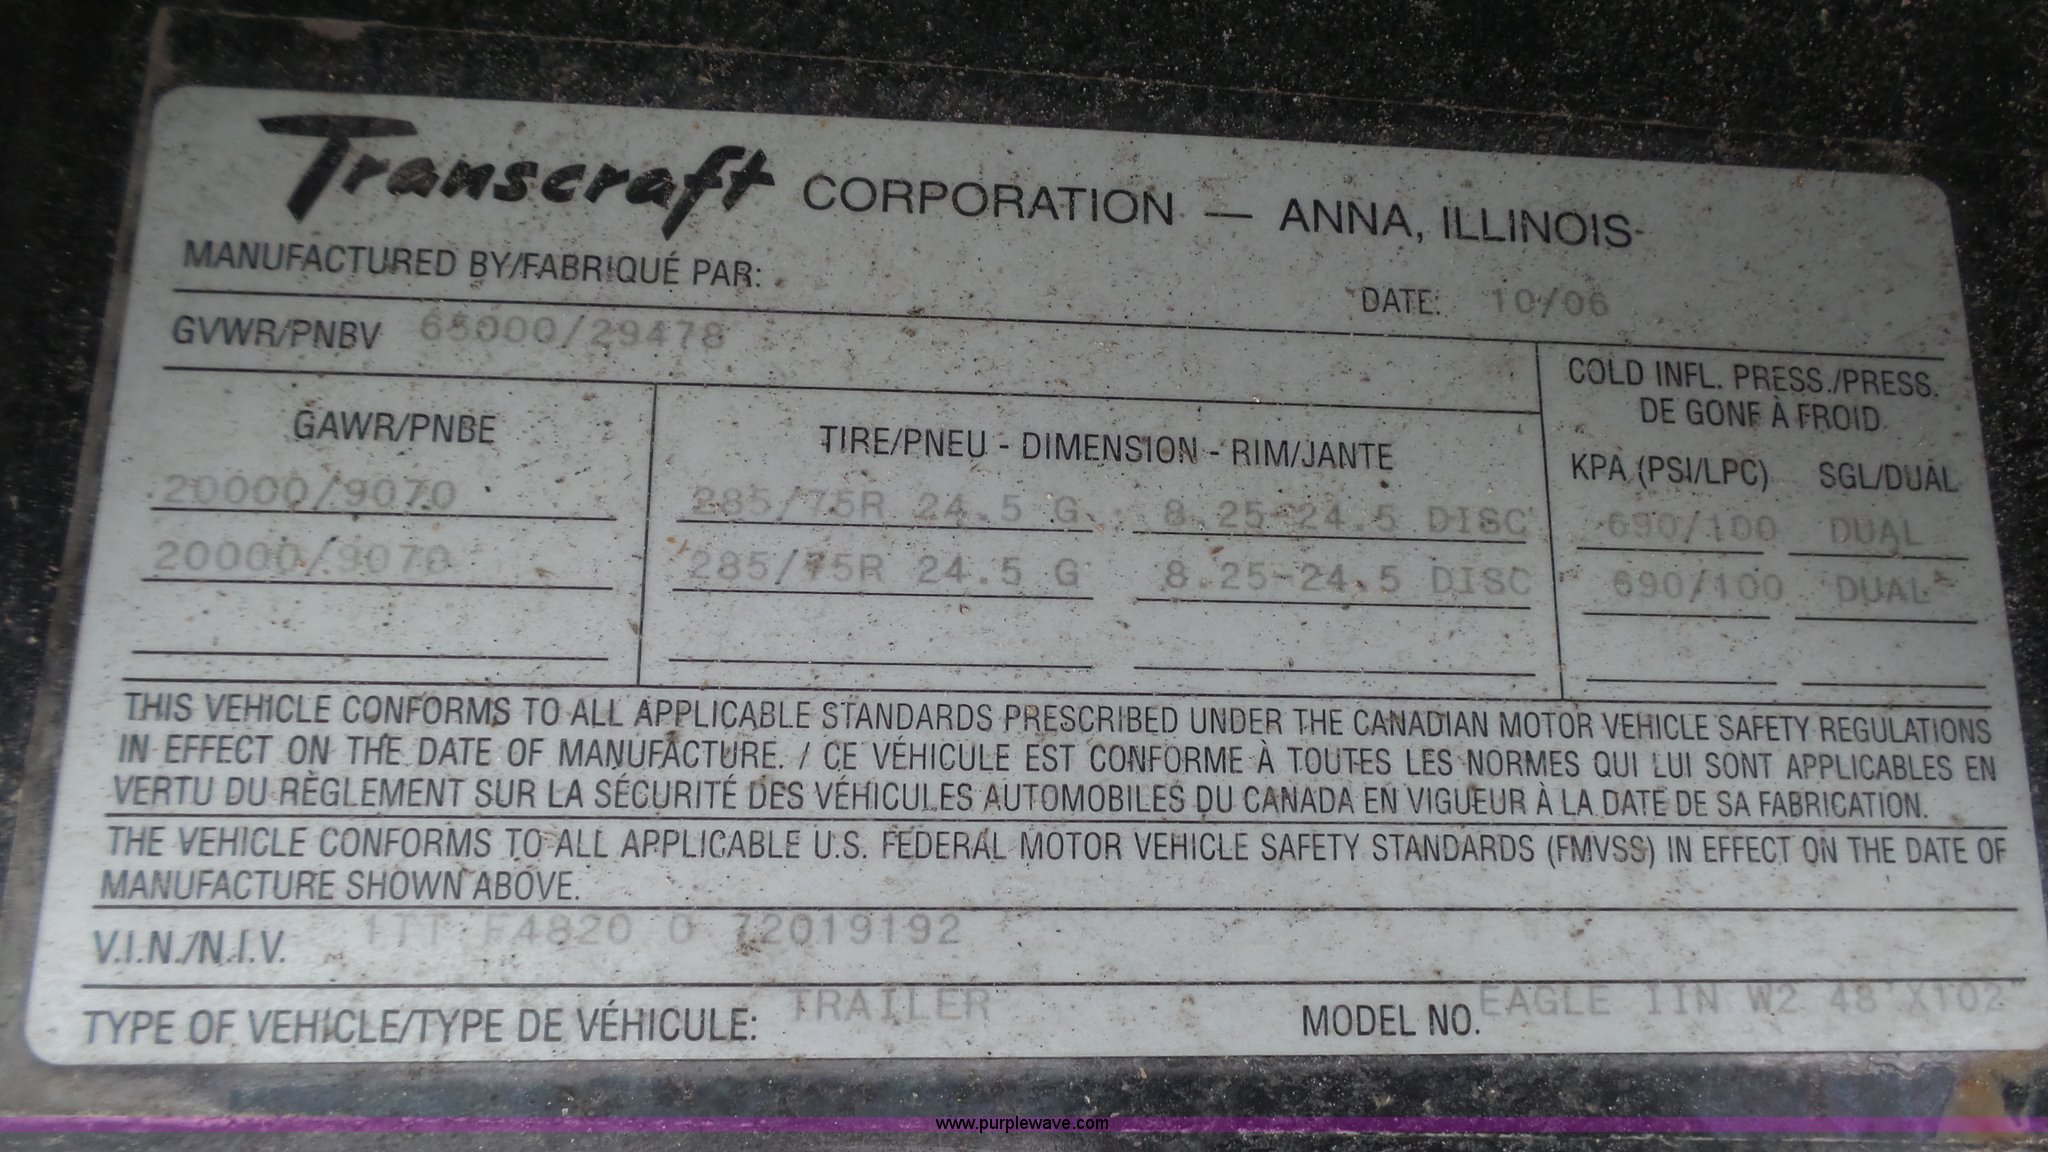 Transcraft CORPORATION — ANNA, ILLINOIS
MANUFACTURED BY/FABRIQUÉ PAR:
DATE: 10/06
GVWR/PNBV 65000/29478
COLD INFL. PRESS./PRESS.
DE GONF À FROID
GAWR/PNBE TIRE/PNEU - DIMENSION - RIM/JANTE KPA (PSI/LPC) SGL/DUAL
20000/9070 285/75R 24.5 G 8.25-24.5 DISC 690/100 DUAL
20000/9070 285/75R 24.5 G 8.25-24.5 DISC 690/100 DUAL
THIS VEHICLE CONFORMS TO ALL APPLICABLE STANDARDS PRESCRIBED UNDER THE CANADIAN MOTOR VEHICLE SAFETY REGULATIONS
IN EFFECT ON THE DATE OF MANUFACTURE. / CE VÉHICULE EST CONFORME À TOUTES LES NORMES QUI LUI SONT APPLICABLES EN
VERTU DU RÈGLEMENT SUR LA SÉCURITÉ DES VÉHICULES AUTOMOBILES DU CANADA EN VIGUEUR À LA DATE DE SA FABRICATION.
THE VEHICLE CONFORMS TO ALL APPLICABLE U.S. FEDERAL MOTOR VEHICLE SAFETY STANDARDS (FMVSS) IN EFFECT ON THE DATE OF
MANUFACTURE SHOWN ABOVE.
V.I.N./N.I.V. 1TT F4820 0 72019192
TYPE OF VEHICLE/TYPE DE VÉHICULE: TRAILER MODEL NO. EAGLE IIN W2 48'X102"
www.purplewave.com